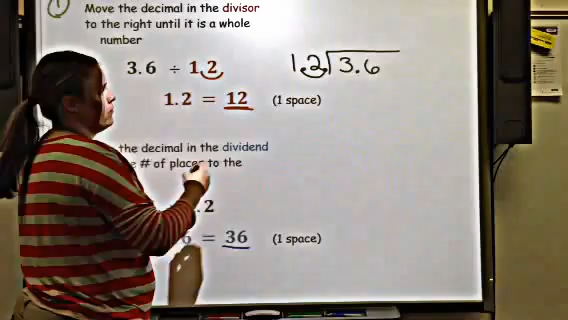 1
Move the decimal in the divisor
to the right until it is a whole
number
3.6 ÷ 1.2
1.2 = 12 (1 space)
1.2 3.6
the decimal in the dividend
# of places to the
.2
6 = 36 (1 space)